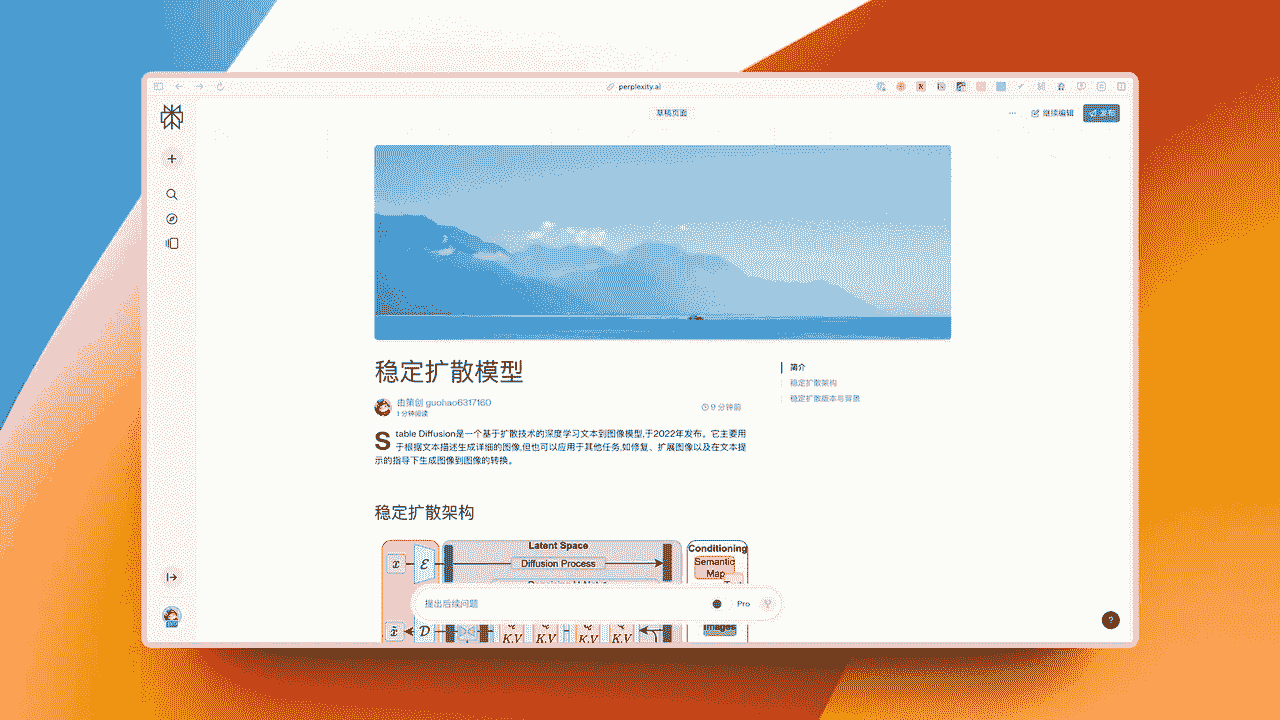 perplexity.ai
草稿页面
继续编辑
发布
稳定扩散模型
由策创 guohao6317160
1 分钟阅读
9 分钟前
简介
稳定扩散架构
稳定扩散版本与背景
Stable Diffusion是一个基于扩散技术的深度学习文本到图像模型,于2022年发布。它主要用
于根据文本描述生成详细的图像,但也可以应用于其他任务,如修复、扩展图像以及在文本提
示的指导下生成图像到图像的转换。
稳定扩散架构
Latent Space
Conditioning
x
ℰ
Diffusion Process
Semantic
Map
提出后续问题
Pro
?
Images
x̃
D
Q
Q
Q
Q
K,V
K,V
K,V
K,V